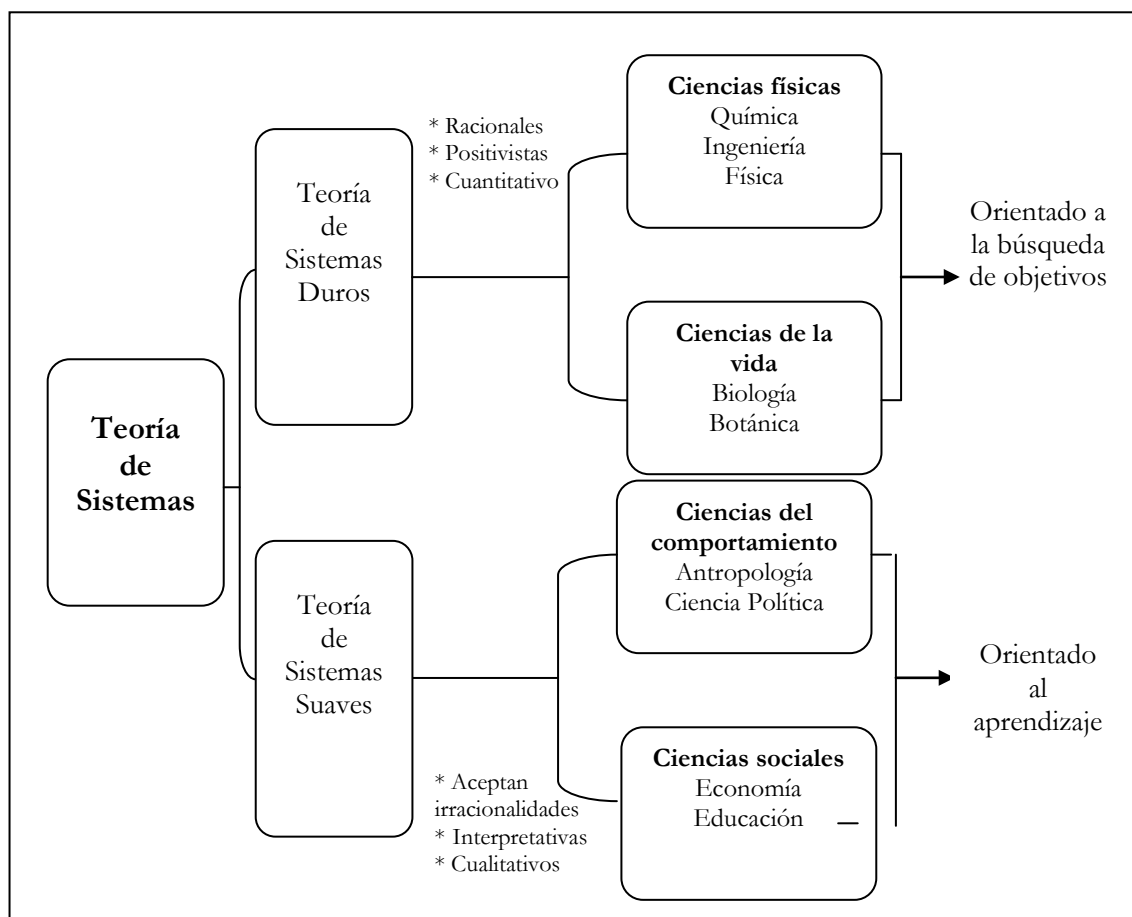 Teoría
de
Sistemas
Teoría
de
Sistemas
Duros
* Racionales
* Positivistas
* Cuantitativo
Ciencias físicas
Química
Ingeniería
Física
Ciencias de la
vida
Biología
Botánica
Orientado a
la búsqueda
de objetivos
Teoría
de
Sistemas
Suaves
* Aceptan
irracionalidades
* Interpretativas
* Cualitativos
Ciencias del
comportamiento
Antropología
Ciencia Política
Ciencias sociales
Economía
Educación
Orientado
al
aprendizaje